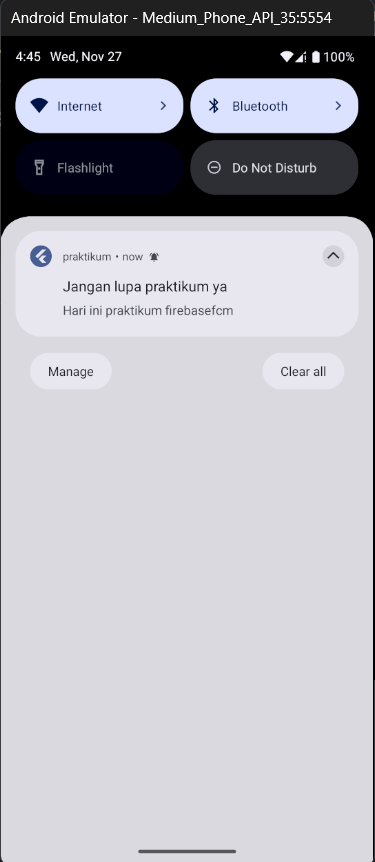 Android Emulator - Medium_Phone_API_35:5554
4:45 Wed, Nov 27 100%
Internet Bluetooth
Flashlight Do Not Disturb
praktikum • now
Jangan lupa praktikum ya
Hari ini praktikum firebasefcm
Manage Clear all